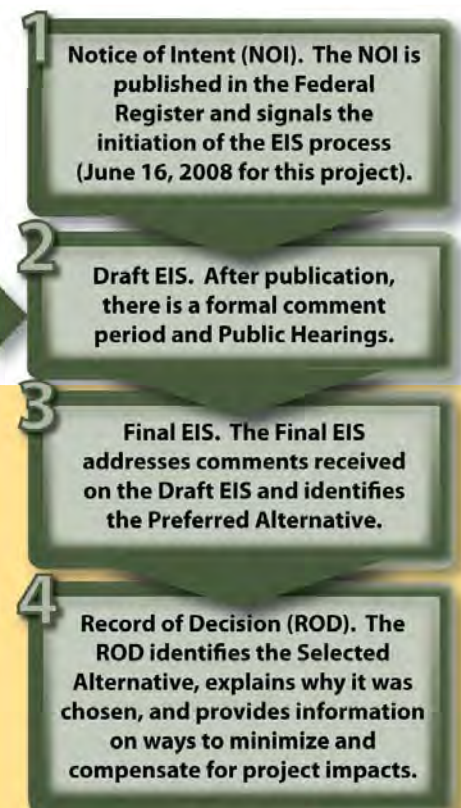 1
Notice of Intent (NOI). The NOI is
published in the Federal
Register and signals the
initiation of the EIS process
(June 16, 2008 for this project).
2
Draft EIS. After publication,
there is a formal comment
period and Public Hearings.
3
Final EIS. The Final EIS
addresses comments received
on the Draft EIS and identifies
the Preferred Alternative.
4
Record of Decision (ROD). The
ROD identifies the Selected
Alternative, explains why it was
chosen, and provides information
on ways to minimize and
compensate for project impacts.